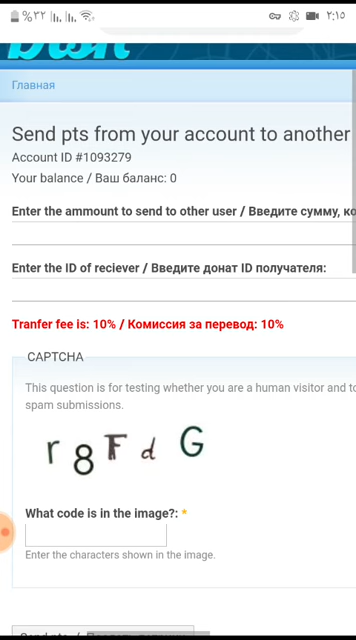 %٣٢ ٢:١٥
Главная
Send pts from your account to another
Account ID #1093279
Your balance / Ваш баланс: 0
Enter the ammount to send to other user / Введите сумму, ко
Enter the ID of reciever / Введите донат ID получателя:
Tranfer fee is: 10% / Комиссия за перевод: 10%
CAPTCHA
This question is for testing whether you are a human visitor and to
spam submissions.
r 8 F d G
What code is in the image?: *
Enter the characters shown in the image.
Send pts /